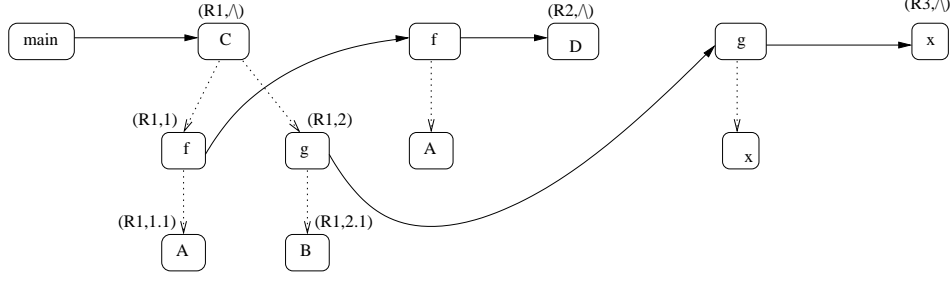 (R1,/\) (R2,/\) (R3,/\)
main C f D g x
(R1,1) (R1,2)
f g A x
(R1,1.1) (R1,2.1)
A B